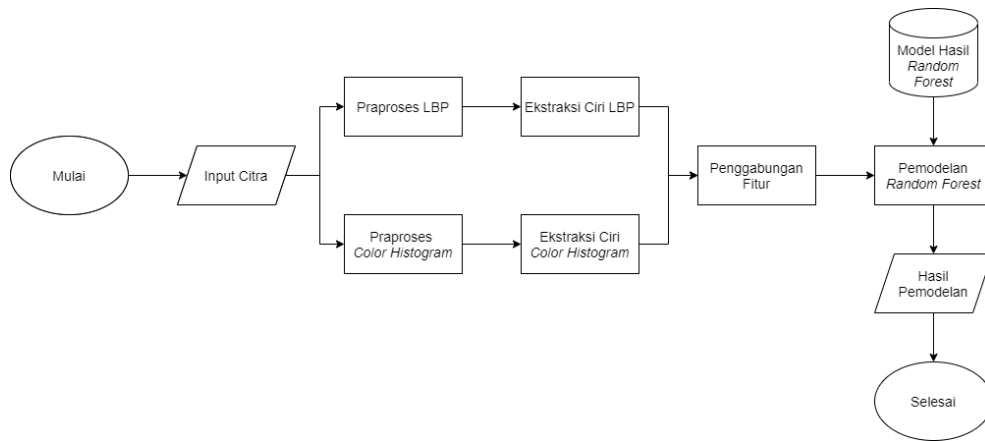 Mulai
Input Citra
Praproses LBP
Ekstraksi Ciri LBP
Praproses
Color Histogram
Ekstraksi Ciri
Color Histogram
Penggabungan
Fitur
Model Hasil
Random
Forest
Pemodelan
Random Forest
Hasil
Pemodelan
Selesai